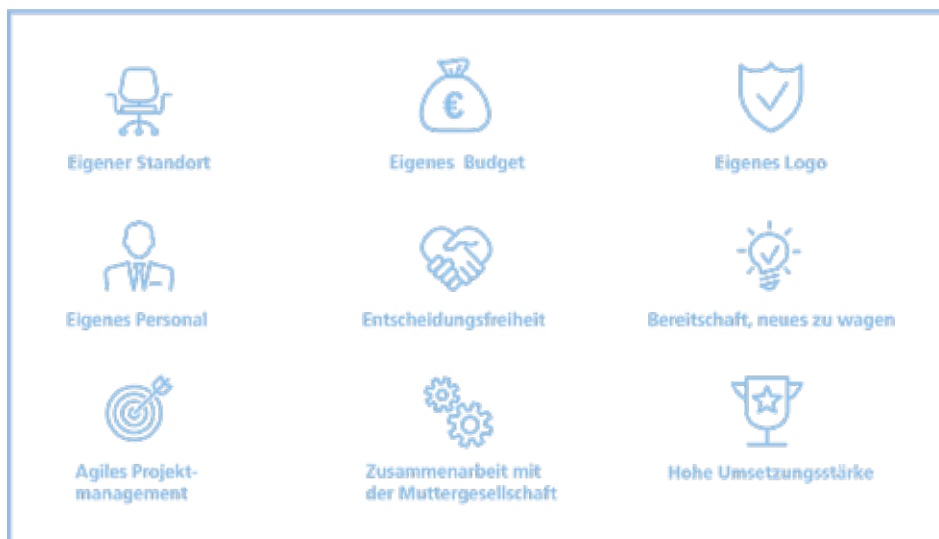 €
Eigener Standort
Eigenes Budget
Eigenes Logo
Eigenes Personal
Entscheidungsfreiheit
Bereitschaft, neues zu wagen
Agiles Projekt-
management
Zusammenarbeit mit
der Muttergesellschaft
Hohe Umsetzungsstärke